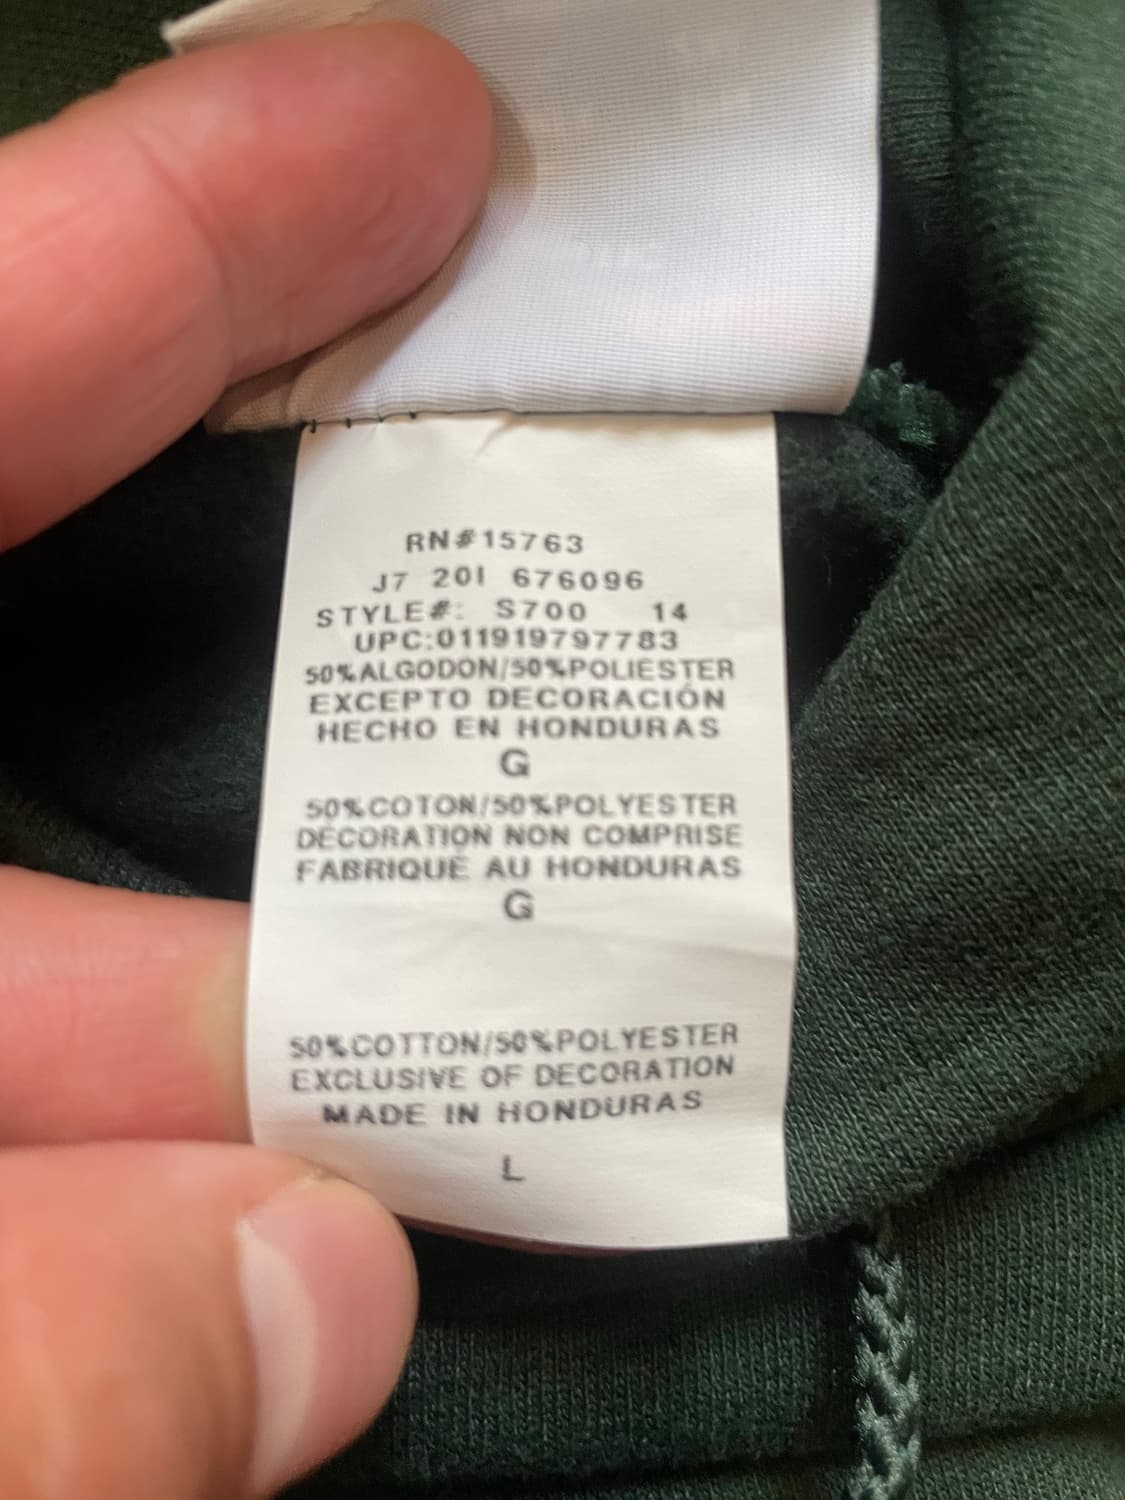 RN#15763
J7 201 676096
STYLE#: S700 14
UPC:011919797783
50%ALGODON/50%POLIESTER
EXCEPTO DECORACIÓN
HECHO EN HONDURAS
G
50%COTON/50%POLYESTER
DÉCORATION NON COMPRISE
FABRIQUÉ AU HONDURAS
G
50%COTTON/50%POLYESTER
EXCLUSIVE OF DECORATION
MADE IN HONDURAS
L